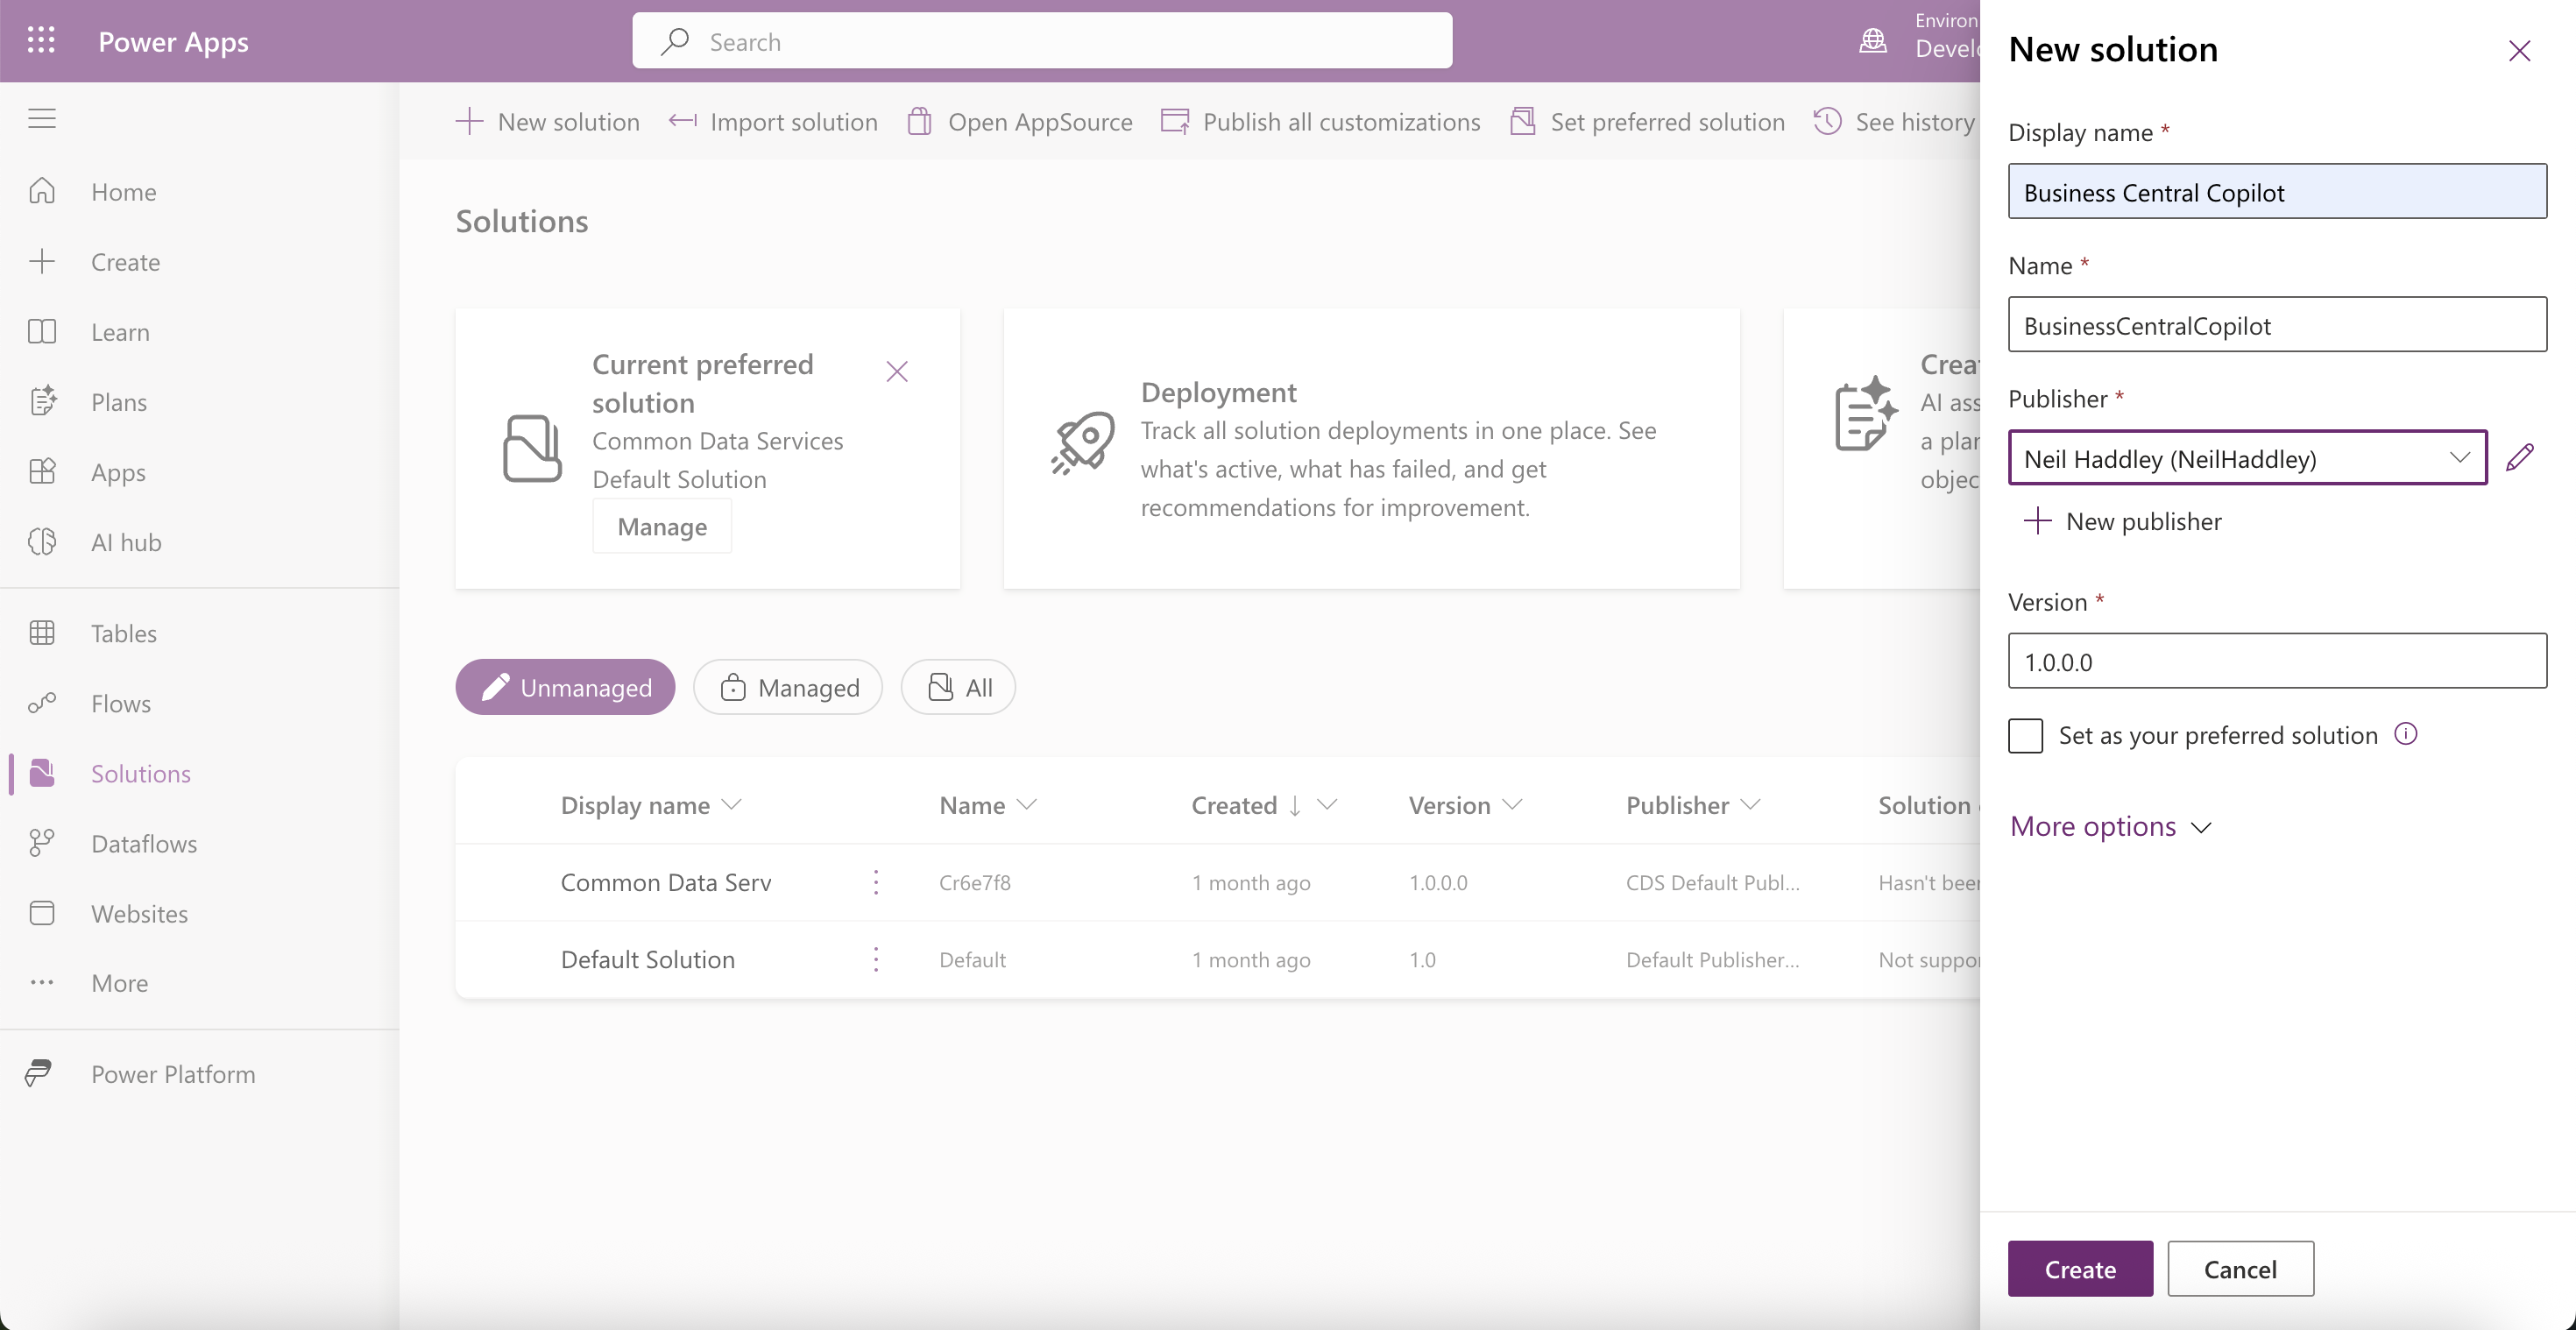 Power Apps
Search
Environ
Develo
New solution
Import solution
Open AppSource
Publish all customizations
Set preferred solution
See history
Home
Create
Learn
Plans
Apps
AI hub
Tables
Flows
Solutions
Dataflows
Websites
More
Power Platform
Solutions
Current preferred
solution
Common Data Services
Default Solution
Manage
Deployment
Track all solution deployments in one place. See
what's active, what has failed, and get
recommendations for improvement.
Crea
AI ass
a plan
objec
Unmanaged
Managed
All
Display name Name Created Version Publisher Solution
Common Data Serv Cr6e7f8 1 month ago 1.0.0.0 CDS Default Publ... Hasn't been
Default Solution Default 1 month ago 1.0 Default Publisher... Not suppo
New solution
Display name *
Business Central Copilot
Name *
BusinessCentralCopilot
Publisher *
Neil Haddley (NeilHaddley)
New publisher
Version *
1.0.0.0
Set as your preferred solution
More options
Create
Cancel